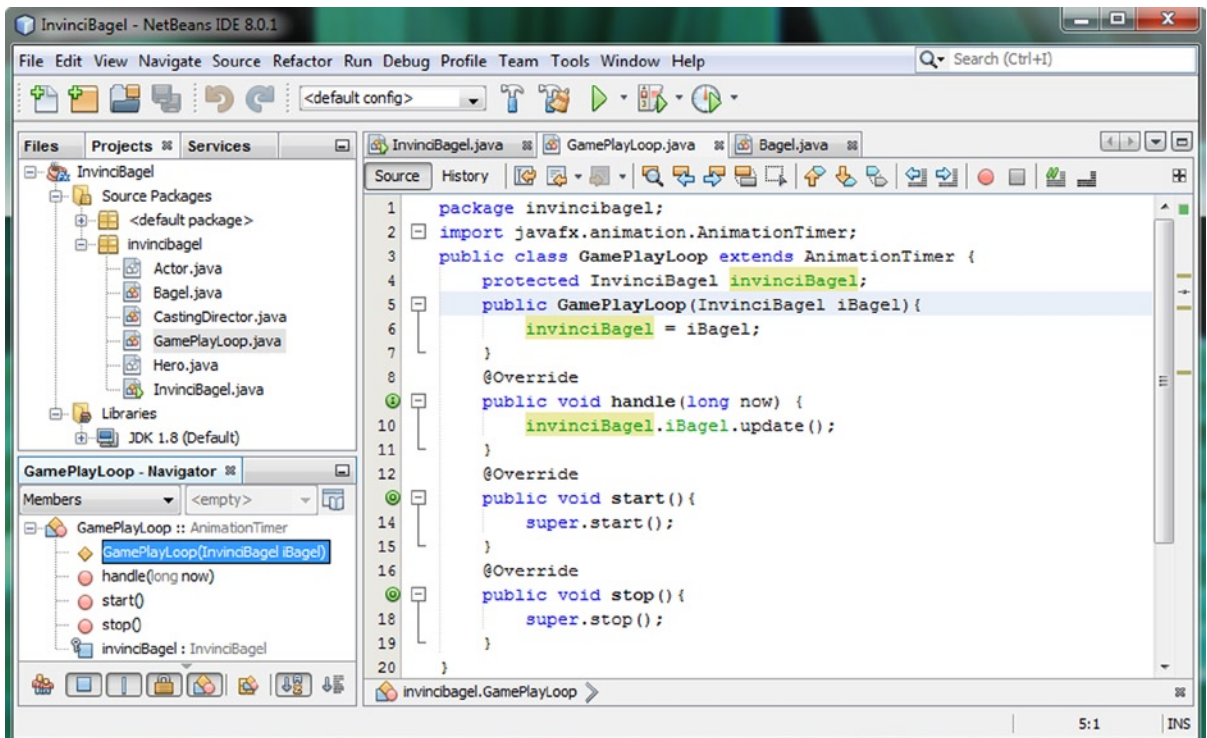 InvinciBagel - NetBeans IDE 8.0.1
File Edit View Navigate Source Refactor Run Debug Profile Team Tools Window Help
Search (Ctrl+I)
<default config>
Files Projects Services
InvinciBagel
Source Packages
<default package>
invincibagel
Actor.java
Bagel.java
CastingDirector.java
GamePlayLoop.java
Hero.java
InvinciBagel.java
Libraries
JDK 1.8 (Default)
GamePlayLoop - Navigator
Members <empty>
GamePlayLoop :: AnimationTimer
GamePlayLoop(InvinciBagel iBagel)
handle(long now)
start()
stop()
invinciBagel : InvinciBagel
InvinciBagel.java GamePlayLoop.java Bagel.java
Source History
1 package invincibagel;
2 import javafx.animation.AnimationTimer;
3 public class GamePlayLoop extends AnimationTimer {
4 protected InvinciBagel invinciBagel;
5 public GamePlayLoop(InvinciBagel iBagel){
6 invinciBagel = iBagel;
7 }
8 @Override
public void handle(long now) {
10 invinciBagel.iBagel.update();
11 }
12 @Override
public void start(){
14 super.start();
15 }
16 @Override
public void stop(){
18 super.stop();
19 }
20 }
invincibagel.GamePlayLoop
5:1 INS